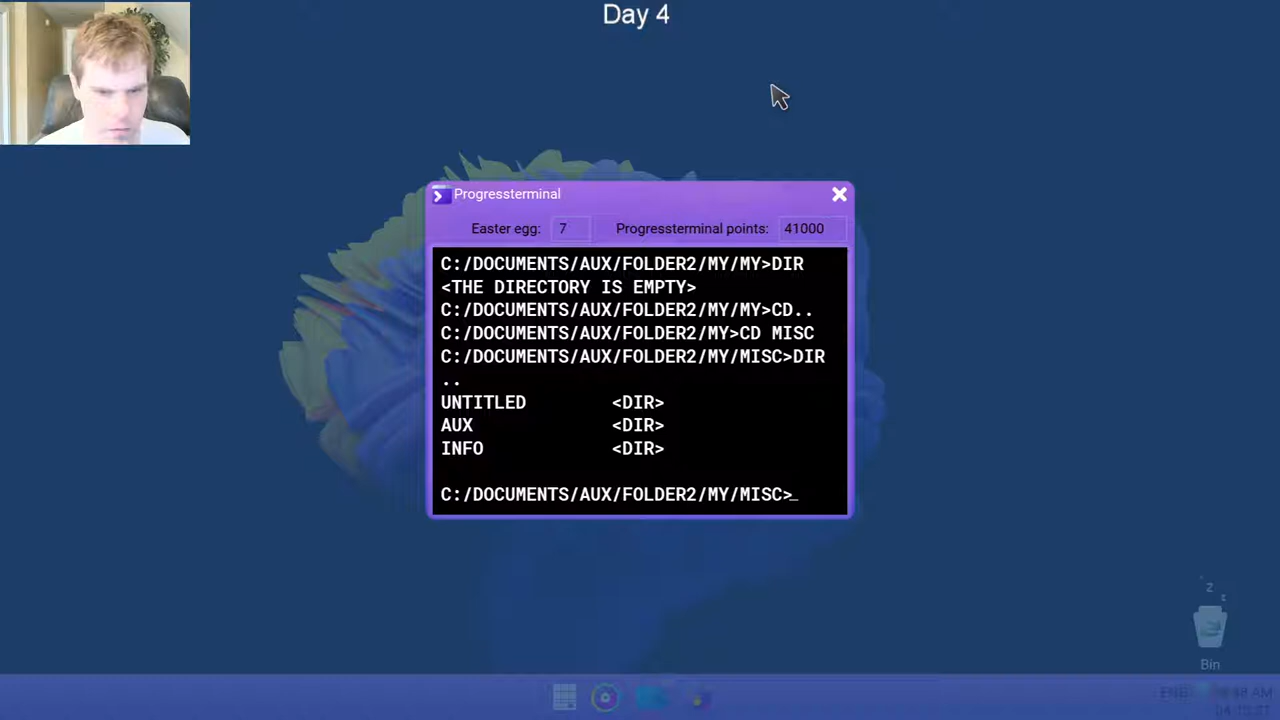 Day 4
Progressterminal
Easter egg: 7 Progressterminal points: 41000
C:/DOCUMENTS/AUX/FOLDER2/MY/MY>DIR
<THE DIRECTORY IS EMPTY>
C:/DOCUMENTS/AUX/FOLDER2/MY/MY>CD..
C:/DOCUMENTS/AUX/FOLDER2/MY>CD MISC
C:/DOCUMENTS/AUX/FOLDER2/MY/MISC>DIR
..
UNTITLED <DIR>
AUX <DIR>
INFO <DIR>
C:/DOCUMENTS/AUX/FOLDER2/MY/MISC>_
z
z
Bin
AM